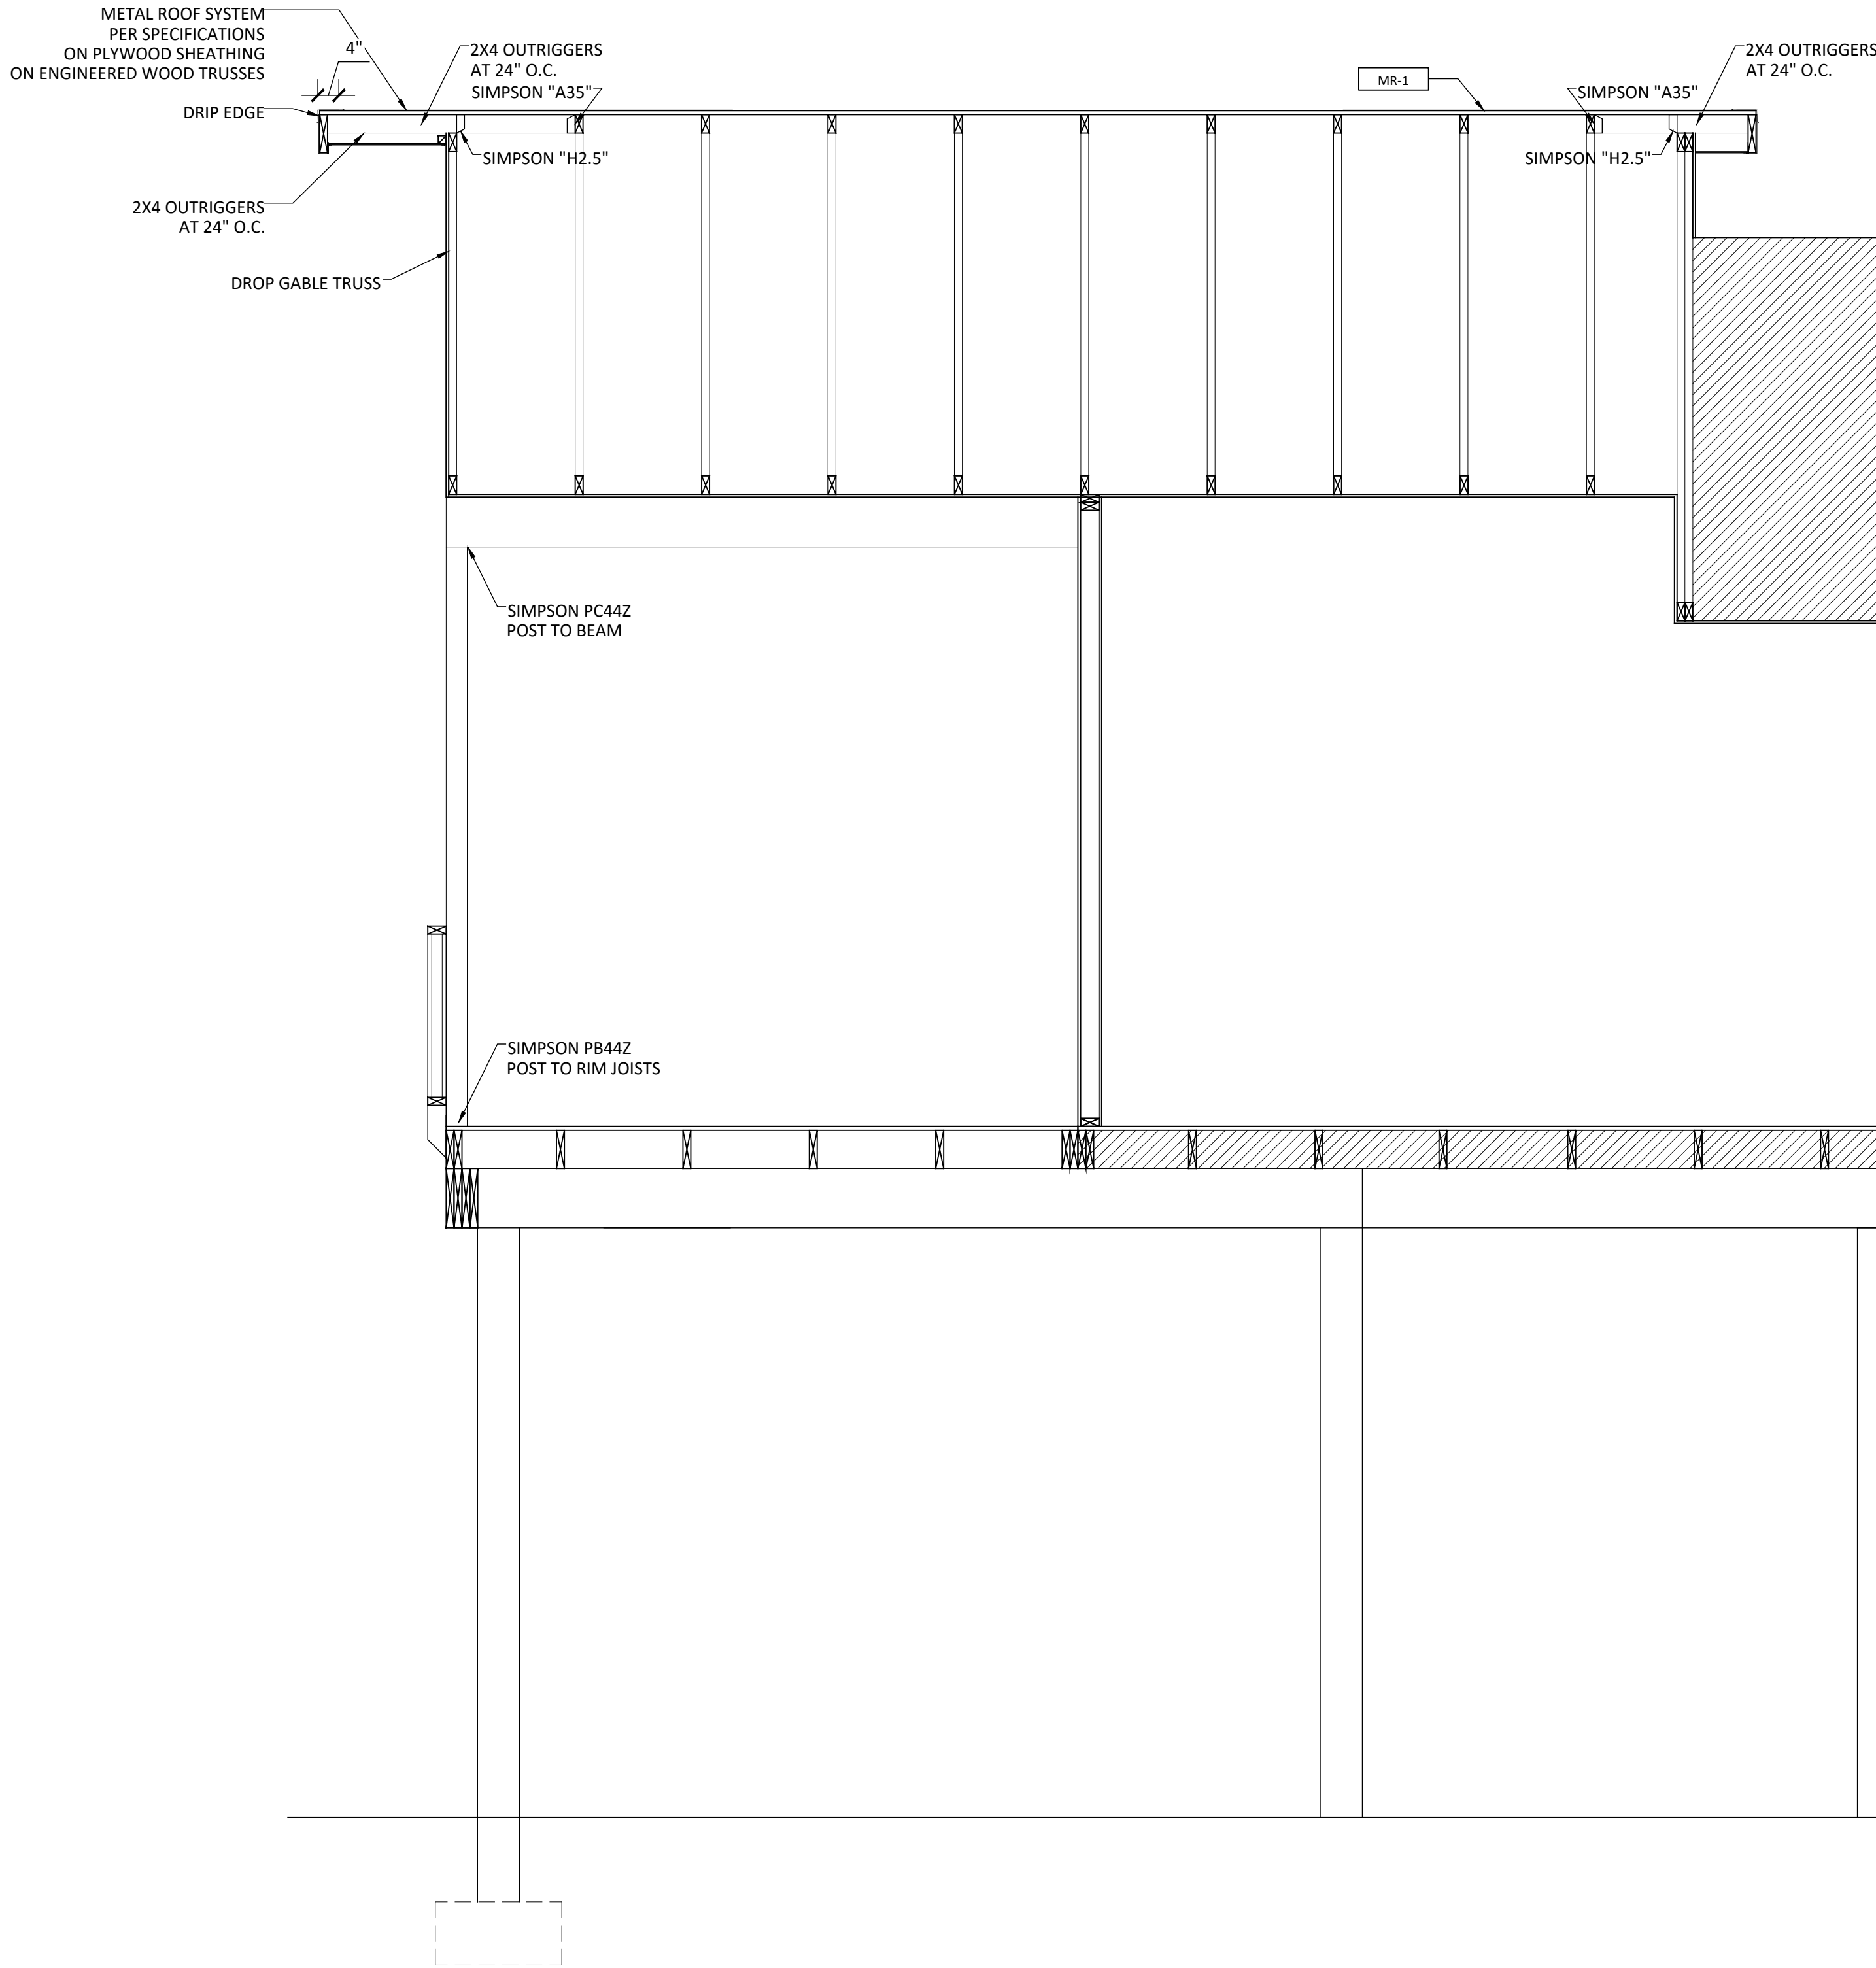 METAL ROOF SYSTEM
PER SPECIFICATIONS
ON PLYWOOD SHEATHING
ON ENGINEERED WOOD TRUSSES
4"
2X4 OUTRIGGERS
AT 24" O.C.
SIMPSON "A35"
MR-1
2X4 OUTRIGGERS
AT 24" O.C.
SIMPSON "A35"
DRIP EDGE
SIMPSON "H2.5"
SIMPSON "H2.5"
2X4 OUTRIGGERS
AT 24" O.C.
DROP GABLE TRUSS
SIMPSON PC44Z
POST TO BEAM
SIMPSON PB44Z
POST TO RIM JOISTS